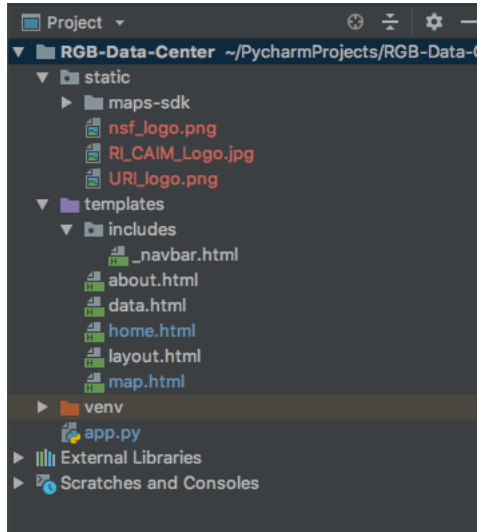 Project
RGB-Data-Center ~/PycharmProjects/RGB-Data-
static
maps-sdk
nsf_logo.png
RI_CAIM_Logo.jpg
URI_logo.png
templates
includes
_navbar.html
about.html
data.html
home.html
layout.html
map.html
venv
app.py
External Libraries
Scratches and Consoles